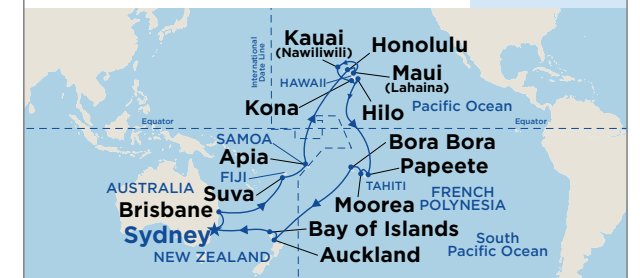 Kauai
(Nawiliwili)
Honolulu
International
Date Line
Maui
(Lahaina)
HAWAII
Kona
Hilo
Pacific Ocean
Equator
Equator
SAMOA
Apia
Bora Bora
Papeete
FIJI
TAHITI
AUSTRALIA
Suva
Moorea
FRENCH
POLYNESIA
Brisbane
Sydney
Bay of Islands
South
Pacific Ocean
NEW ZEALAND
Auckland